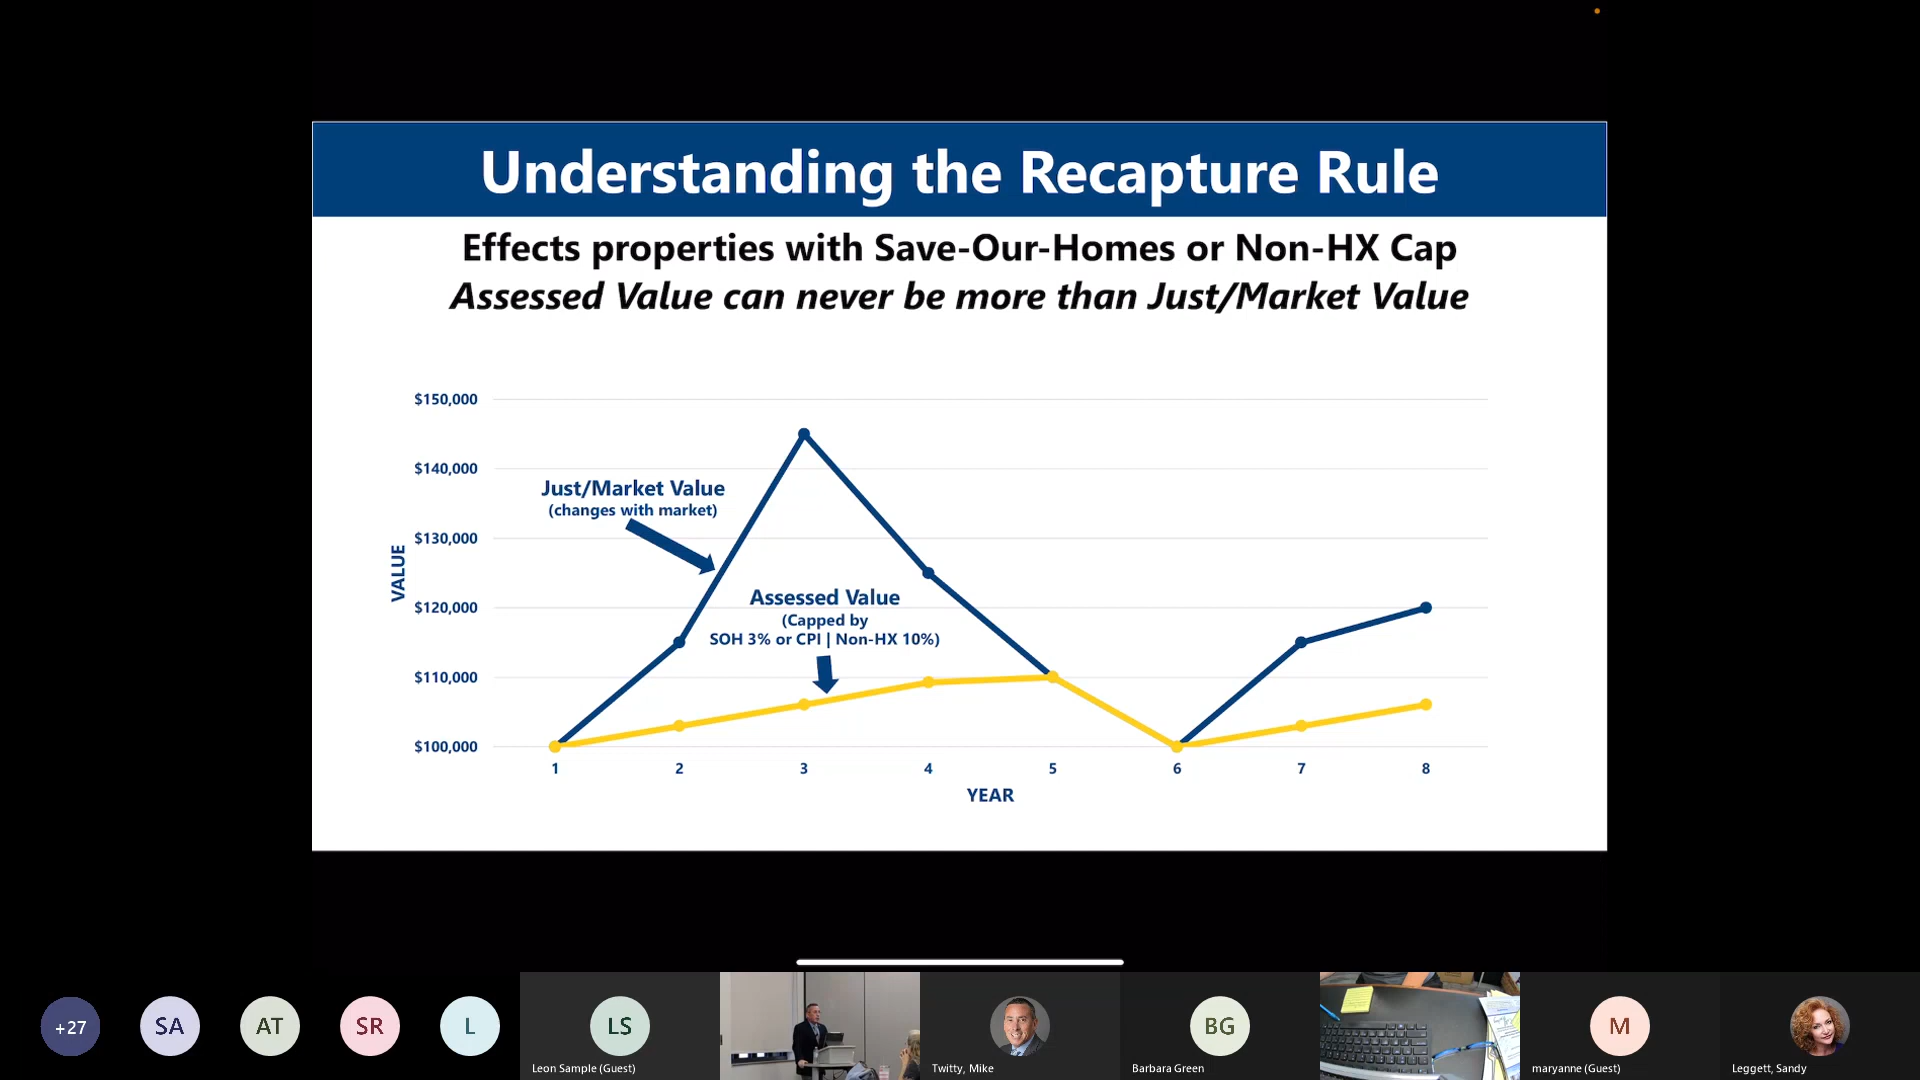 Understanding the Recapture Rule
Effects properties with Save-Our-Homes or Non-HX Cap
Assessed Value can never be more than Just/Market Value
$150,000
$140,000
$130,000
$120,000
$110,000
$100,000
VALUE
Just/Market Value
(changes with market)
Assessed Value
(Capped by
SOH 3% or CPI | Non-HX 10%)
1 2 3 4 5 6 7 8
YEAR
+27
SA
AT
SR
L
LS
BG
M
Leon Sample (Guest)
Twitty, Mike
Barbara Green
maryanne (Guest)
Leggett, Sandy